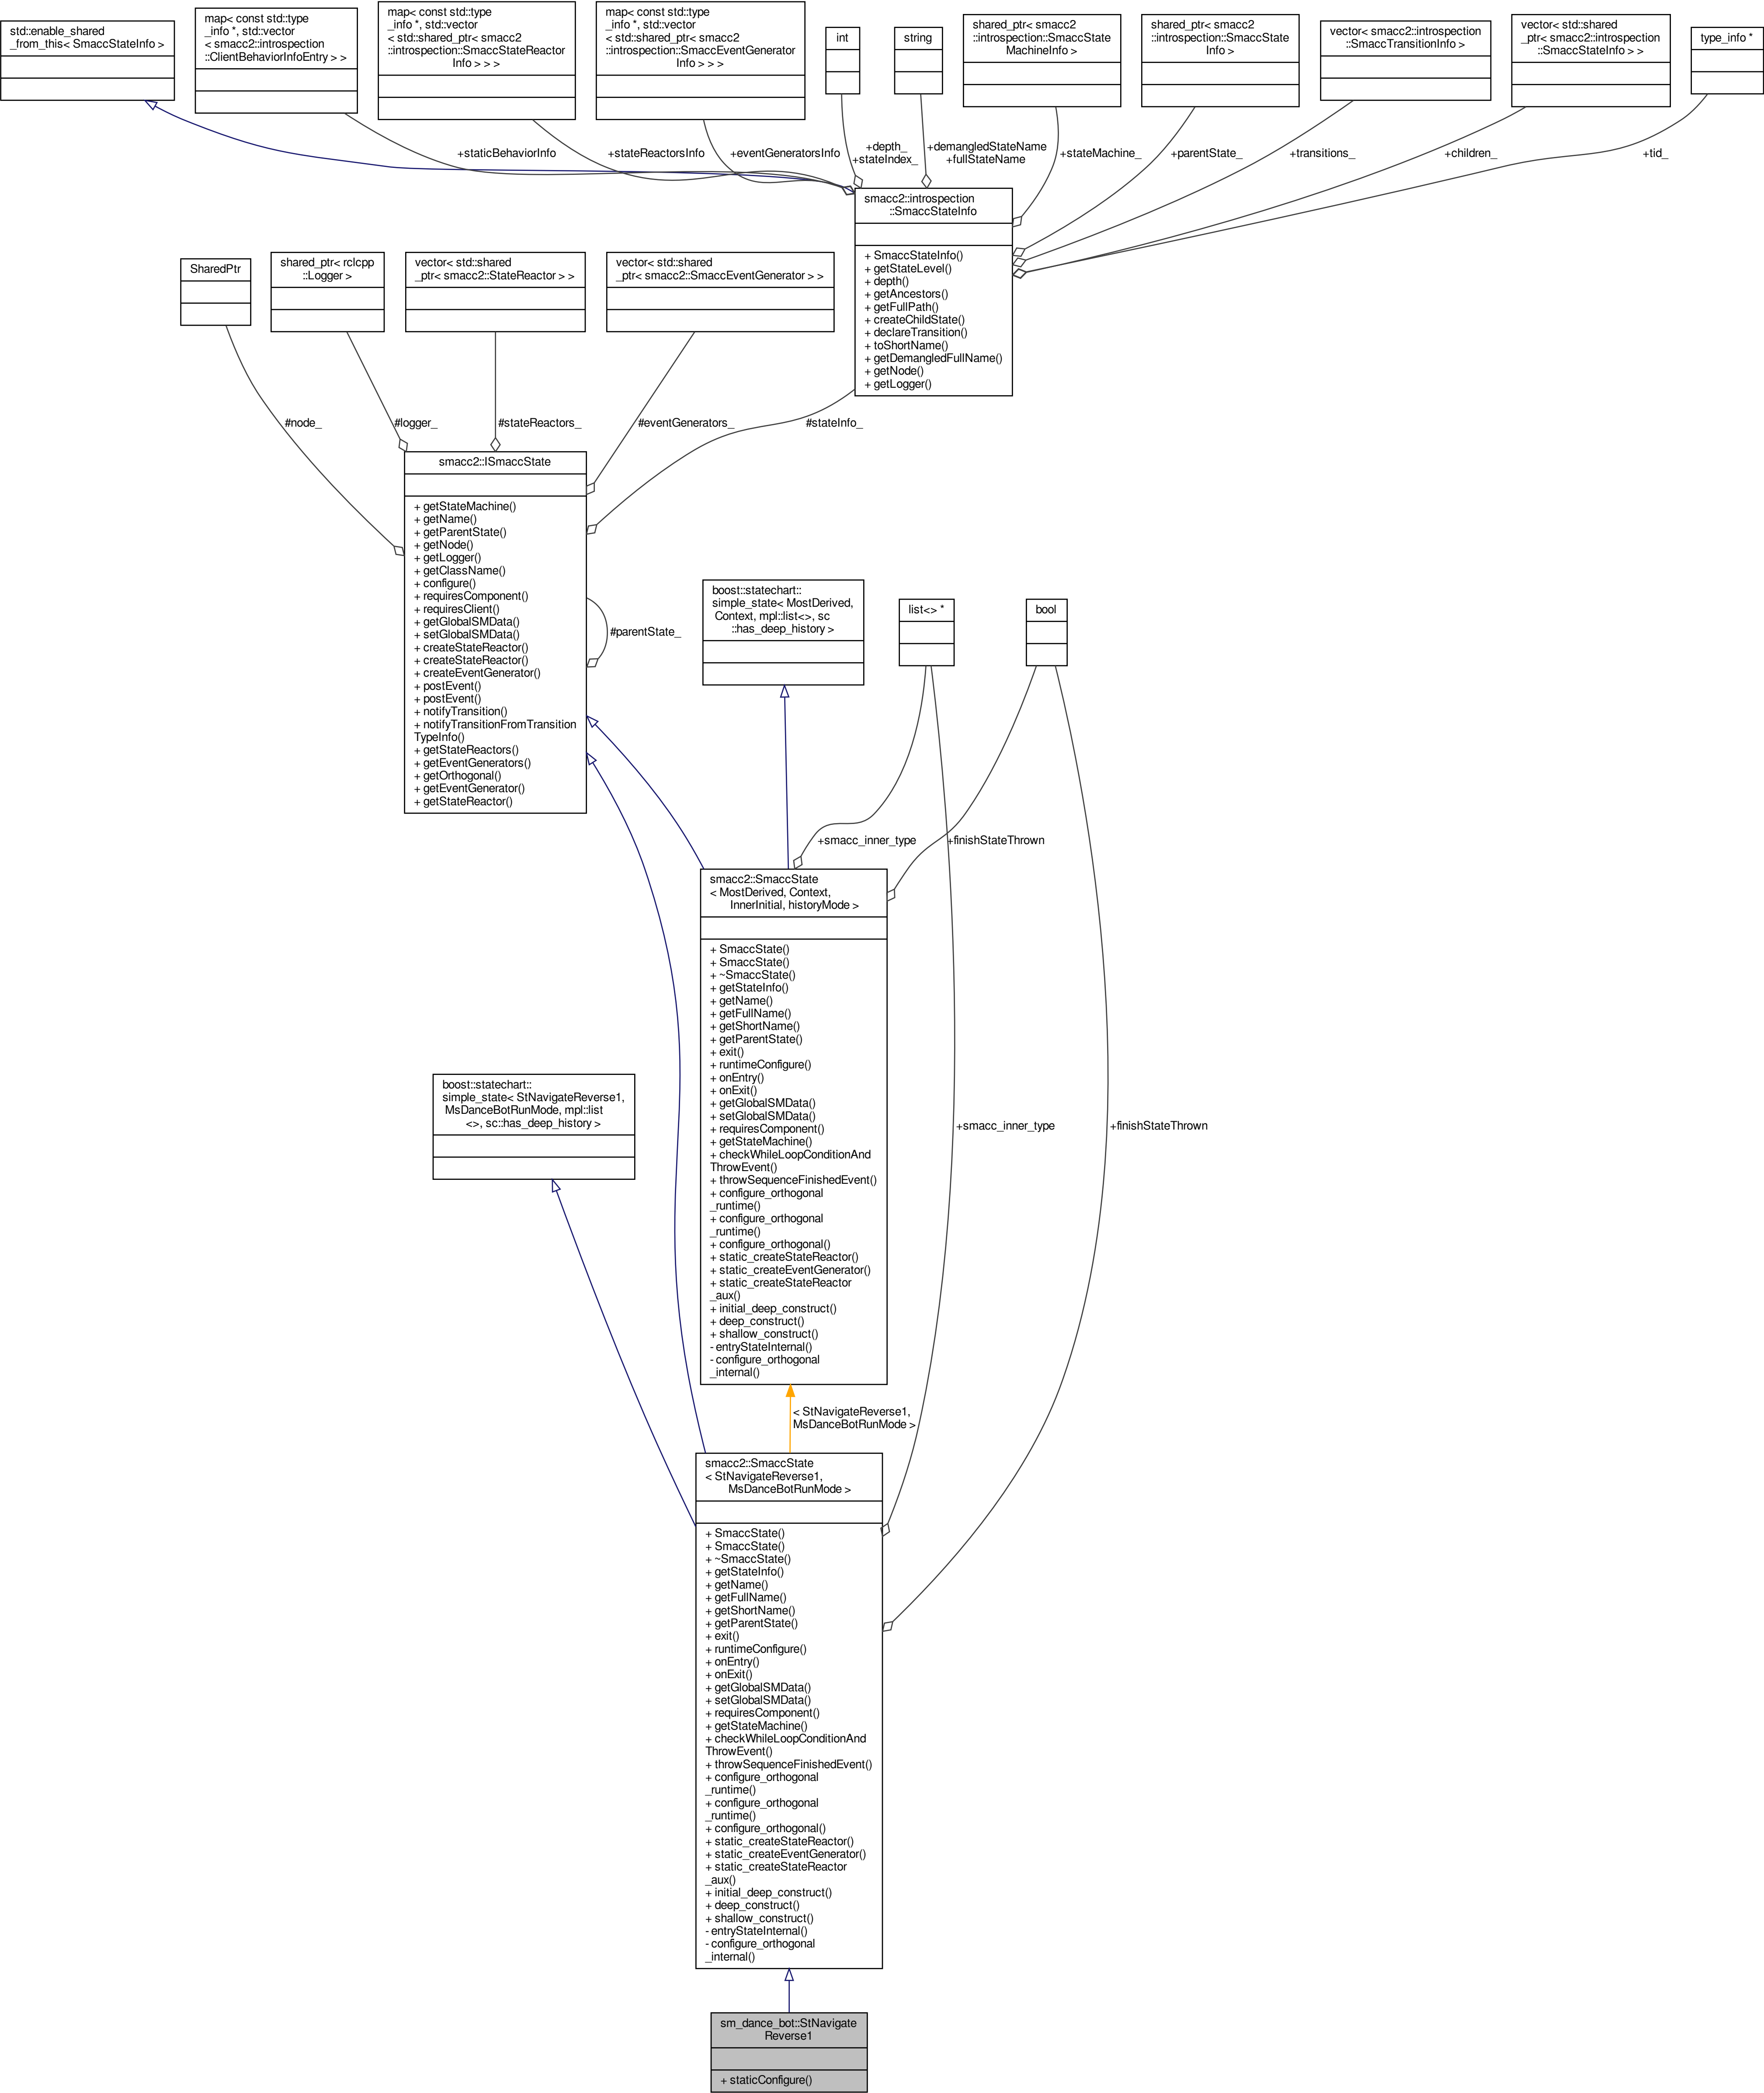 std::enable_shared
_from_this< SmaccStateInfo >
map< const std::type
_info *, std::vector
< smacc2::introspection
::ClientBehaviorInfoEntry > >
map< const std::type
_info *, std::vector
< std::shared_ptr< smacc2
::introspection::SmaccStateReactor
Info > > >
map< const std::type
_info *, std::vector
< std::shared_ptr< smacc2
::introspection::SmaccEventGenerator
Info > > >
int
string
shared_ptr< smacc2
::introspection::SmaccState
MachineInfo >
shared_ptr< smacc2
::introspection::SmaccState
Info >
vector< smacc2::introspection
::SmaccTransitionInfo >
vector< std::shared
_ptr< smacc2::introspection
::SmaccStateInfo > >
type_info *
+staticBehaviorInfo
+stateReactorsInfo
+eventGeneratorsInfo
+depth_
+stateIndex_
+demangledStateName
+fullStateName
+stateMachine_
+parentState_
+transitions_
+children_
+tid_
smacc2::introspection
::SmaccStateInfo
+ SmaccStateInfo()
+ getStateLevel()
+ depth()
+ getAncestors()
+ getFullPath()
+ createChildState()
+ declareTransition()
+ toShortName()
+ getDemangledFullName()
+ getNode()
+ getLogger()
SharedPtr
shared_ptr< rclcpp
::Logger >
vector< std::shared
_ptr< smacc2::StateReactor > >
vector< std::shared
_ptr< smacc2::SmaccEventGenerator > >
#node_
#logger_
#stateReactors_
#eventGenerators_
#stateInfo_
smacc2::ISmaccState
+ getStateMachine()
+ getName()
+ getParentState()
+ getNode()
+ getLogger()
+ getClassName()
+ configure()
+ requiresComponent()
+ requiresClient()
+ getGlobalSMData()
+ setGlobalSMData()
+ createStateReactor()
+ createStateReactor()
+ createEventGenerator()
+ postEvent()
+ postEvent()
+ notifyTransition()
+ notifyTransitionFromTransition
TypeInfo()
+ getStateReactors()
+ getEventGenerators()
+ getOrthogonal()
+ getEventGenerator()
+ getStateReactor()
#parentState_
boost::statechart::
simple_state< MostDerived,
Context, mpl::list<>, sc
::has_deep_history >
list<> *
bool
+smacc_inner_type
+finishStateThrown
smacc2::SmaccState
< MostDerived, Context,
InnerInitial, historyMode >
+ SmaccState()
+ SmaccState()
+ ~SmaccState()
+ getStateInfo()
+ getName()
+ getFullName()
+ getShortName()
+ getParentState()
+ exit()
+ runtimeConfigure()
+ onEntry()
+ onExit()
+ getGlobalSMData()
+ setGlobalSMData()
+ requiresComponent()
+ getStateMachine()
+ checkWhileLoopConditionAnd
ThrowEvent()
+ throwSequenceFinishedEvent()
+ configure_orthogonal
_runtime()
+ configure_orthogonal
_runtime()
+ configure_orthogonal()
+ static_createStateReactor()
+ static_createEventGenerator()
+ static_createStateReactor
_aux()
+ initial_deep_construct()
+ deep_construct()
+ shallow_construct()
- entryStateInternal()
- configure_orthogonal
_internal()
boost::statechart::
simple_state< StNavigateReverse1,
MsDanceBotRunMode, mpl::list
<>, sc::has_deep_history >
+smacc_inner_type
+finishStateThrown
< StNavigateReverse1,
MsDanceBotRunMode >
smacc2::SmaccState
< StNavigateReverse1,
MsDanceBotRunMode >
+ SmaccState()
+ SmaccState()
+ ~SmaccState()
+ getStateInfo()
+ getName()
+ getFullName()
+ getShortName()
+ getParentState()
+ exit()
+ runtimeConfigure()
+ onEntry()
+ onExit()
+ getGlobalSMData()
+ setGlobalSMData()
+ requiresComponent()
+ getStateMachine()
+ checkWhileLoopConditionAnd
ThrowEvent()
+ throwSequenceFinishedEvent()
+ configure_orthogonal
_runtime()
+ configure_orthogonal
_runtime()
+ configure_orthogonal()
+ static_createStateReactor()
+ static_createEventGenerator()
+ static_createStateReactor
_aux()
+ initial_deep_construct()
+ deep_construct()
+ shallow_construct()
- entryStateInternal()
- configure_orthogonal
_internal()
sm_dance_bot::StNavigate
Reverse1
+ staticConfigure()